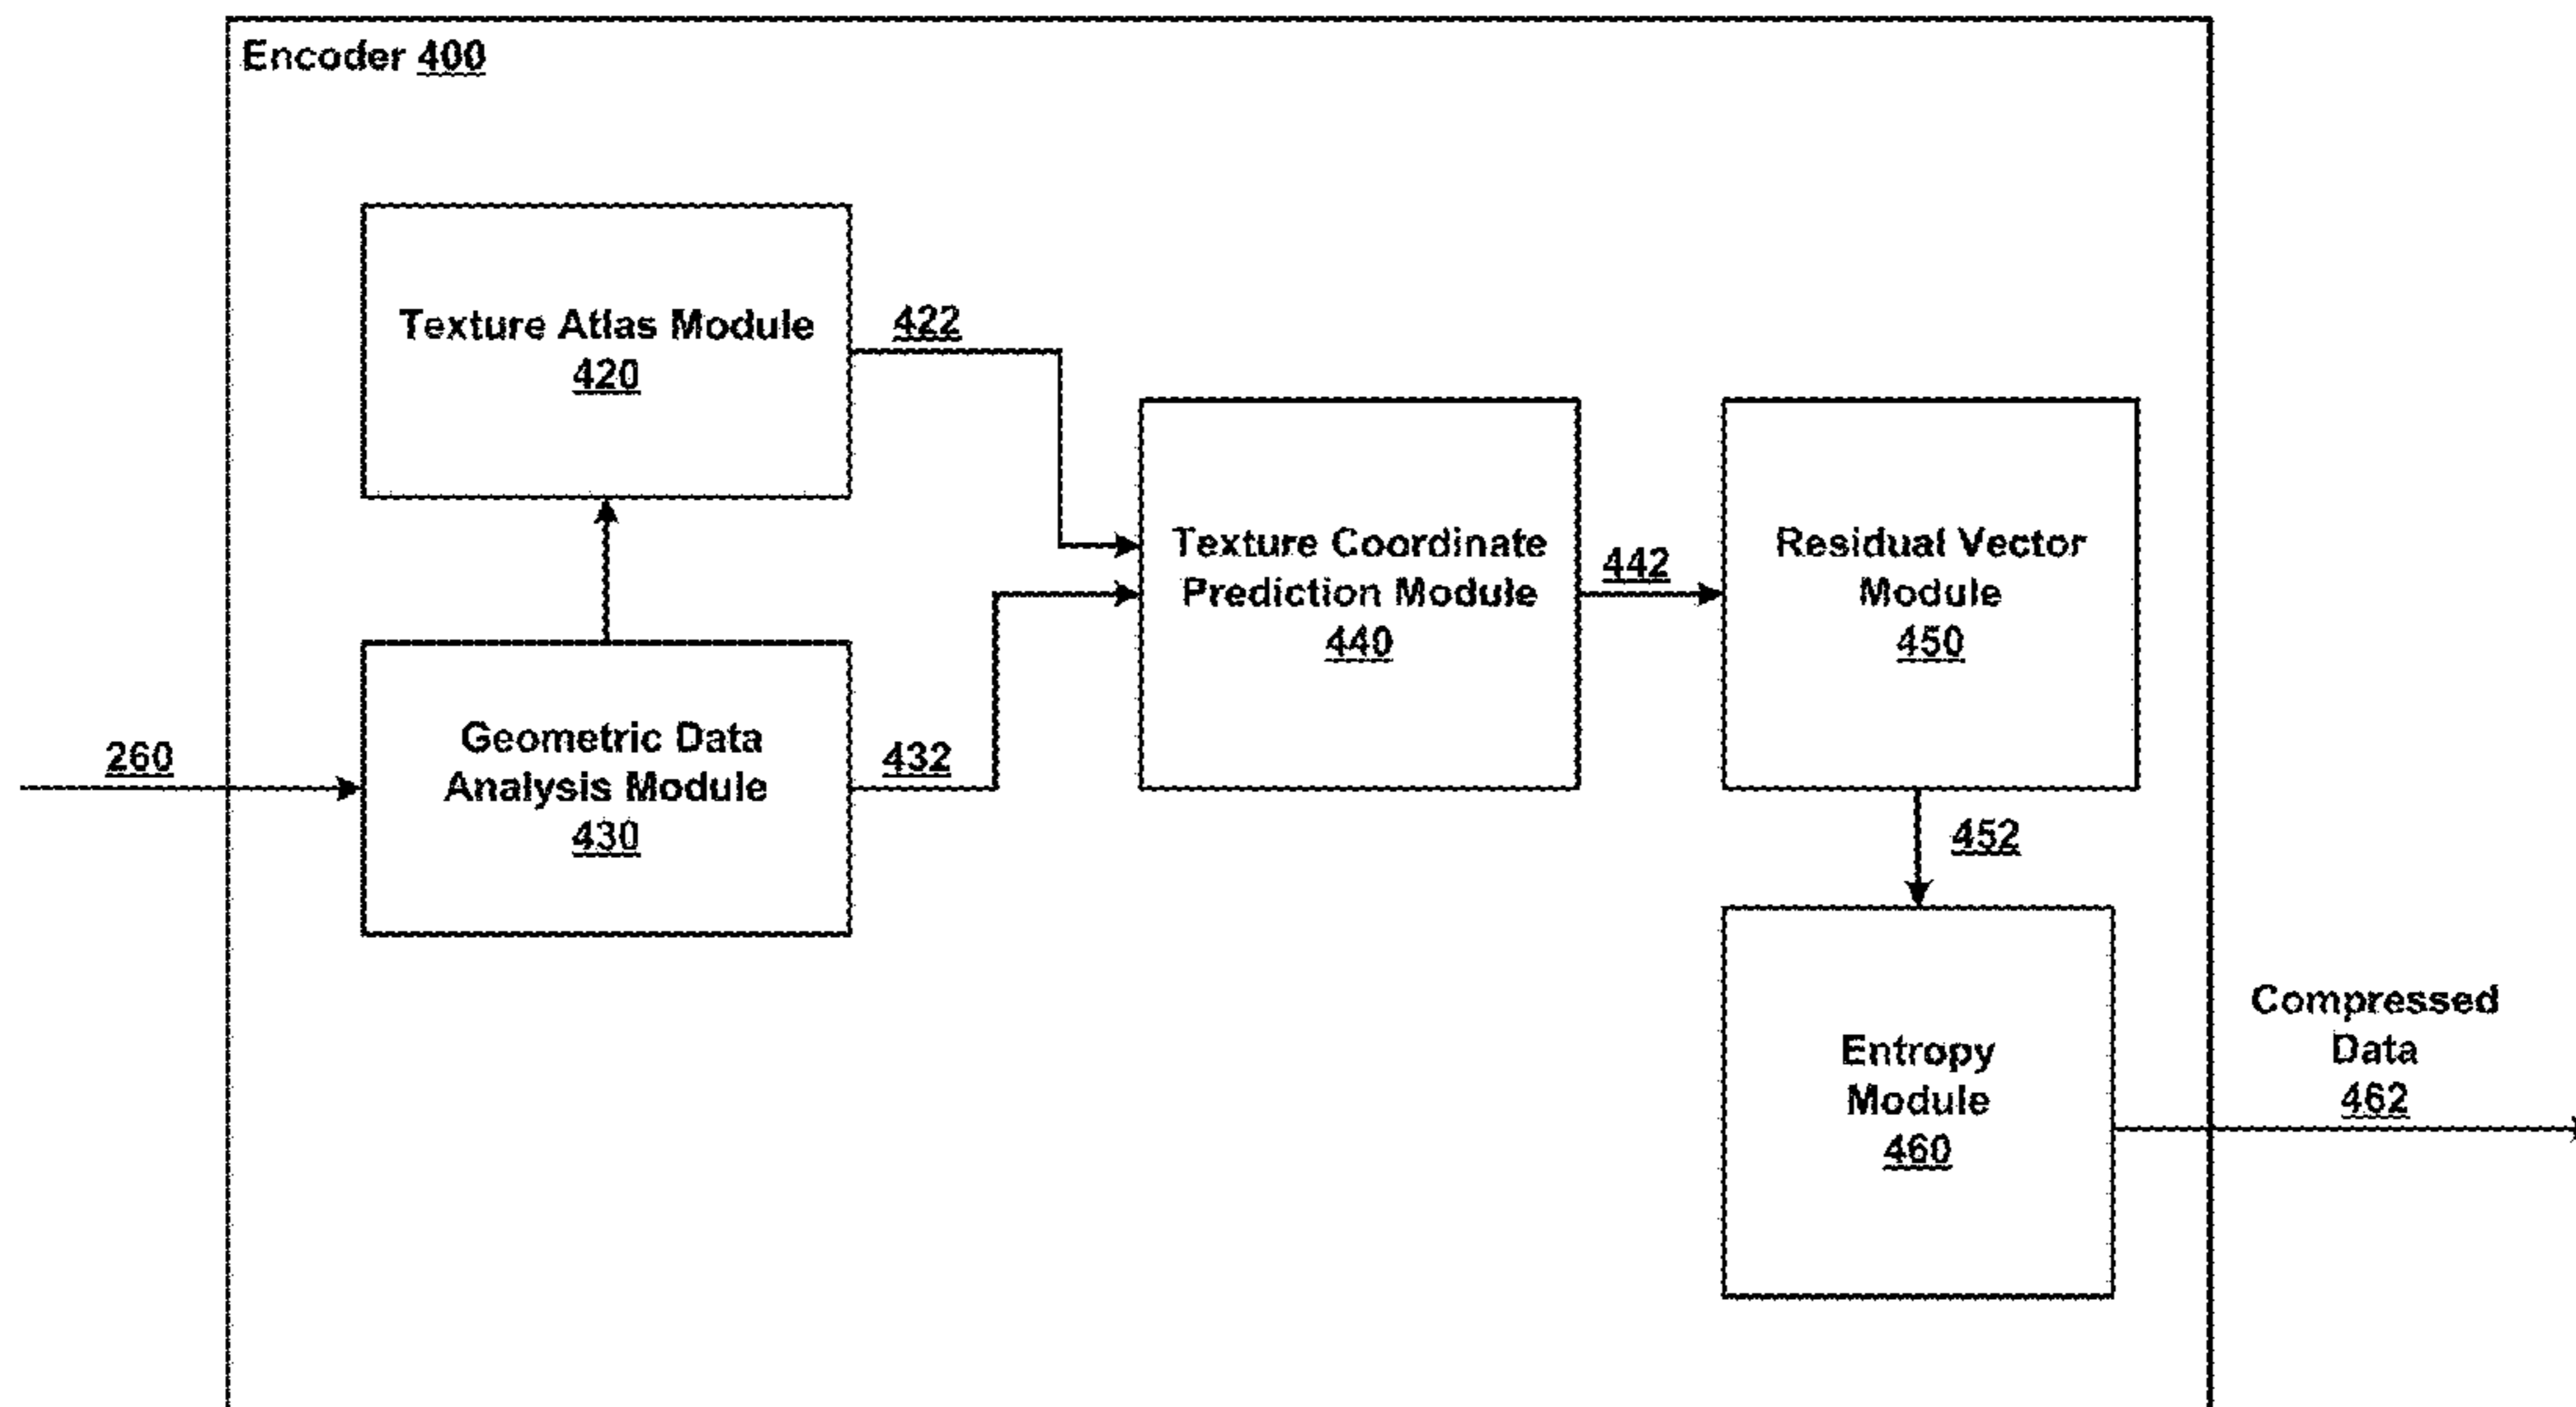 Encoder 400
Texture Atlas Module
420
422
Texture Coordinate
Prediction Module
440
442
Residual Vector
Module
450
260
Geometric Data
Analysis Module
430
432
452
Entropy
Module
460
Compressed
Data
462